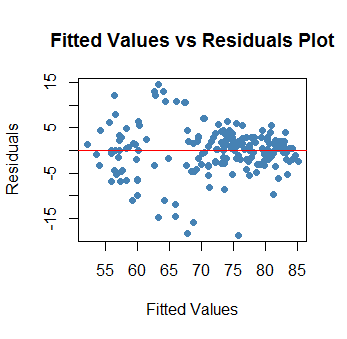 Fitted Values vs Residuals Plot
Residuals
15
5
-5
-15
55 60 65 70 75 80 85
Fitted Values